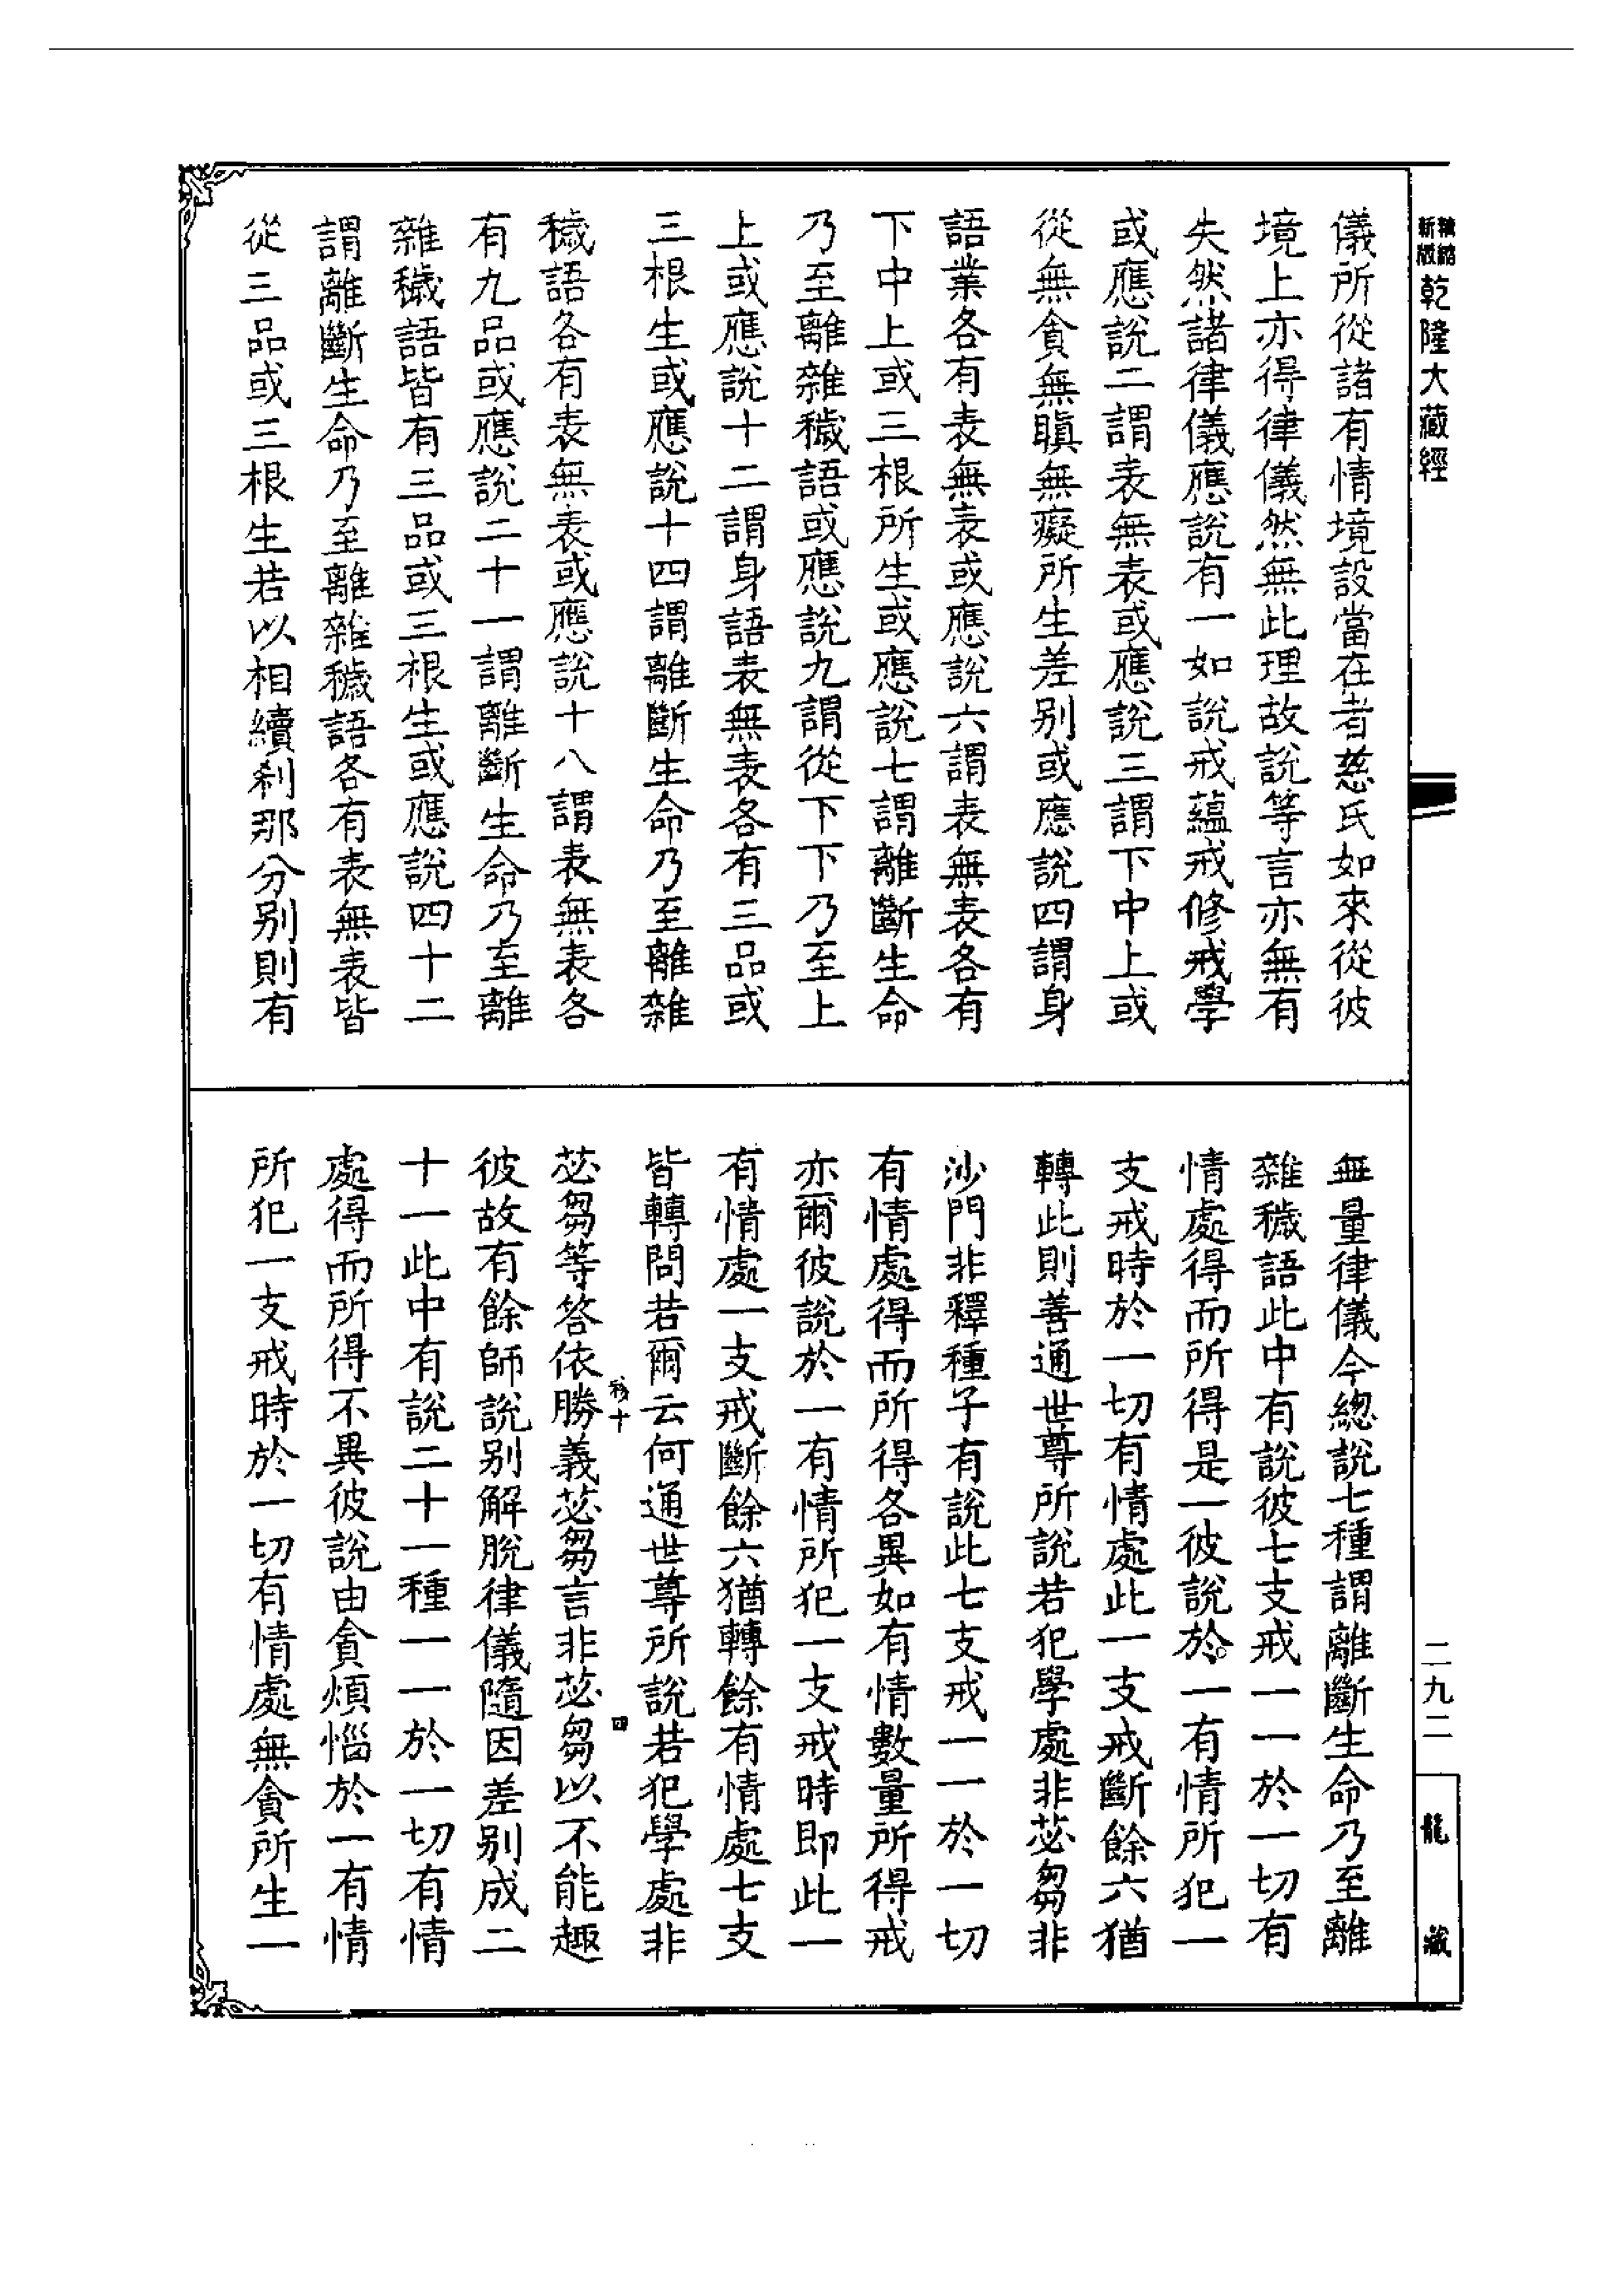 新版
精縮
乾隆大藏經
儀所從諸有情境設當在者慈氏如來從彼
境上亦得律儀然無此理故說等言亦無有
失然諸律儀應說有一如說戒蘊戒修戒學
或應說二謂表無表或應說三謂下中上或
從無貪無瞋無癡所生差別或應說四謂身
語業各有表無表或應說六謂表無表各有
下中上或三根所生或應說七謂離斷生命
乃至離雜穢語或應說九謂從下下乃至上
上或應說十二謂身語表無表各有三品或
三根生或應說十四謂離斷生命乃至離雜
穢語各有表無表或應說十八謂表無表各
有九品或應說二十一謂離斷生命乃至離
雜穢語皆有三品或三根生或應說四十二
謂離斷生命乃至離雜穢語各有表無表皆
從三品或三根生若以相續剎那分別則有
無量律儀今總說七種謂離斷生命乃至離
雜穢語此中有說彼七支戒一一於一切有
情處得而所得是一彼說於一有情所犯一
支戒時於一切有情處此一支戒斷餘六猶
轉此則善通世尊所說若犯學處非苾芻非
沙門非釋種子有說此七支戒一一於一切
有情處得而所得各異如有情數量所得戒
亦爾彼說於一有情所犯一支戒時即此一
有情處一支戒斷餘六猶轉餘有情處七支
皆轉問若爾云何通世尊所說若犯學處非
苾芻等答依勝義苾芻言非苾芻以不能趣
彼故有餘師說別解脫律儀隨因差別成二
十一此中有說二十一種一一於一切有情
處得而所得不異彼說由貪煩惱於一有情
所犯一支戒時於一切有情處無貪所生一
四
二九二
龍藏